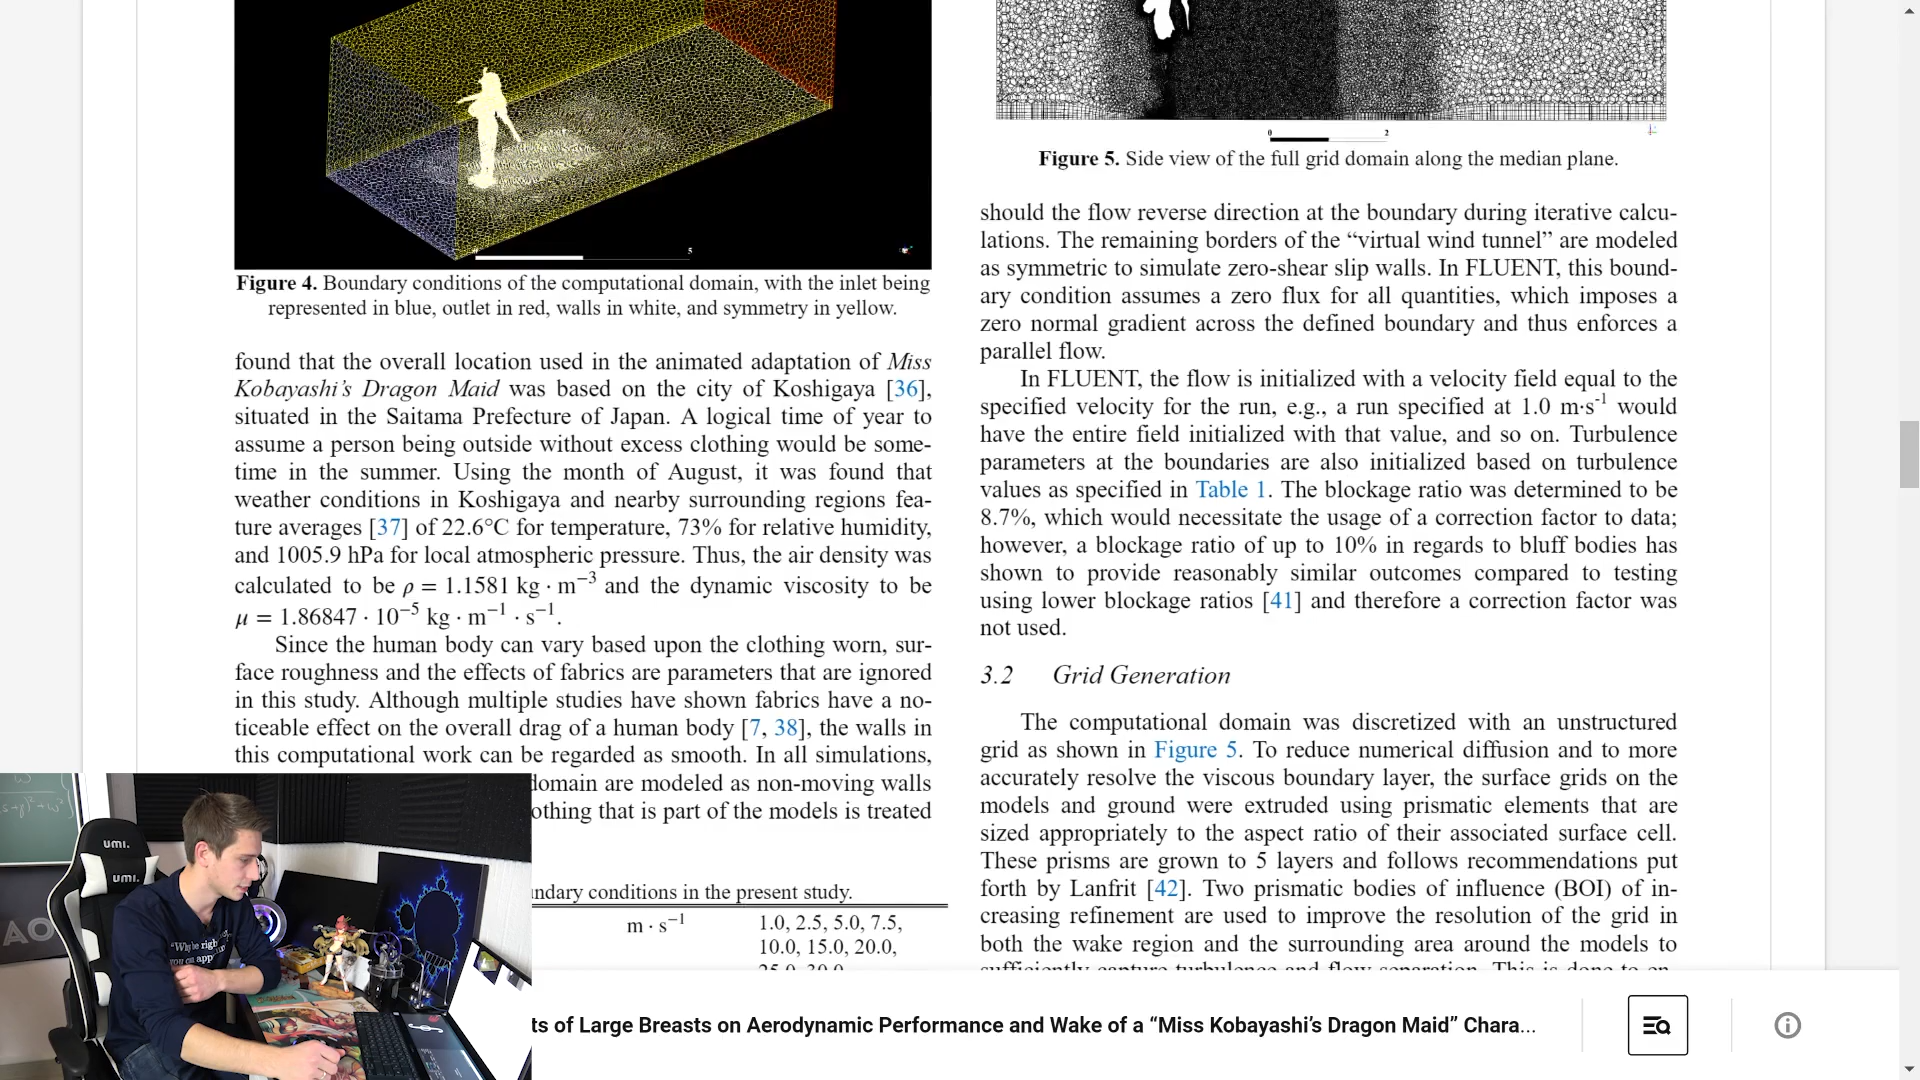 5
Figure 4. Boundary conditions of the computational domain, with the inlet being
represented in blue, outlet in red, walls in white, and symmetry in yellow.
found that the overall location used in the animated adaptation of Miss
Kobayashi’s Dragon Maid was based on the city of Koshigaya [36],
situated in the Saitama Prefecture of Japan. A logical time of year to
assume a person being outside without excess clothing would be some-
time in the summer. Using the month of August, it was found that
weather conditions in Koshigaya and nearby surrounding regions fea-
ture averages [37] of 22.6°C for temperature, 73% for relative humidity,
and 1005.9 hPa for local atmospheric pressure. Thus, the air density was
calculated to be ρ = 1.1581 kg · m⁻³ and the dynamic viscosity to be
μ = 1.86847 · 10⁻⁵ kg · m⁻¹ · s⁻¹.
Since the human body can vary based upon the clothing worn, sur-
face roughness and the effects of fabrics are parameters that are ignored
in this study. Although multiple studies have shown fabrics have a no-
ticeable effect on the overall drag of a human body [7, 38], the walls in
this computational work can be regarded as smooth. In all simulations,
domain are modeled as non-moving walls
othing that is part of the models is treated
ndary conditions in the present study.
m · s⁻¹ 1.0, 2.5, 5.0, 7.5,
10.0, 15.0, 20.0,
25.0, 30.0
0 2
Figure 5. Side view of the full grid domain along the median plane.
should the flow reverse direction at the boundary during iterative calcu-
lations. The remaining borders of the “virtual wind tunnel” are modeled
as symmetric to simulate zero-shear slip walls. In FLUENT, this bound-
ary condition assumes a zero flux for all quantities, which imposes a
zero normal gradient across the defined boundary and thus enforces a
parallel flow.
In FLUENT, the flow is initialized with a velocity field equal to the
specified velocity for the run, e.g., a run specified at 1.0 m·s⁻¹ would
have the entire field initialized with that value, and so on. Turbulence
parameters at the boundaries are also initialized based on turbulence
values as specified in Table 1. The blockage ratio was determined to be
8.7%, which would necessitate the usage of a correction factor to data;
however, a blockage ratio of up to 10% in regards to bluff bodies has
shown to provide reasonably similar outcomes compared to testing
using lower blockage ratios [41] and therefore a correction factor was
not used.
3.2 Grid Generation
The computational domain was discretized with an unstructured
grid as shown in Figure 5. To reduce numerical diffusion and to more
accurately resolve the viscous boundary layer, the surface grids on the
models and ground were extruded using prismatic elements that are
sized appropriately to the aspect ratio of their associated surface cell.
These prisms are grown to 5 layers and follows recommendations put
forth by Lanfrit [42]. Two prismatic bodies of influence (BOI) of in-
creasing refinement are used to improve the resolution of the grid in
both the wake region and the surrounding area around the models to
sufficiently capture turbulence and flow separation. This is done to en-
umi.
umi.
AO
"Why be righ
you can app
ts of Large Breasts on Aerodynamic Performance and Wake of a “Miss Kobayashi’s Dragon Maid” Chara...